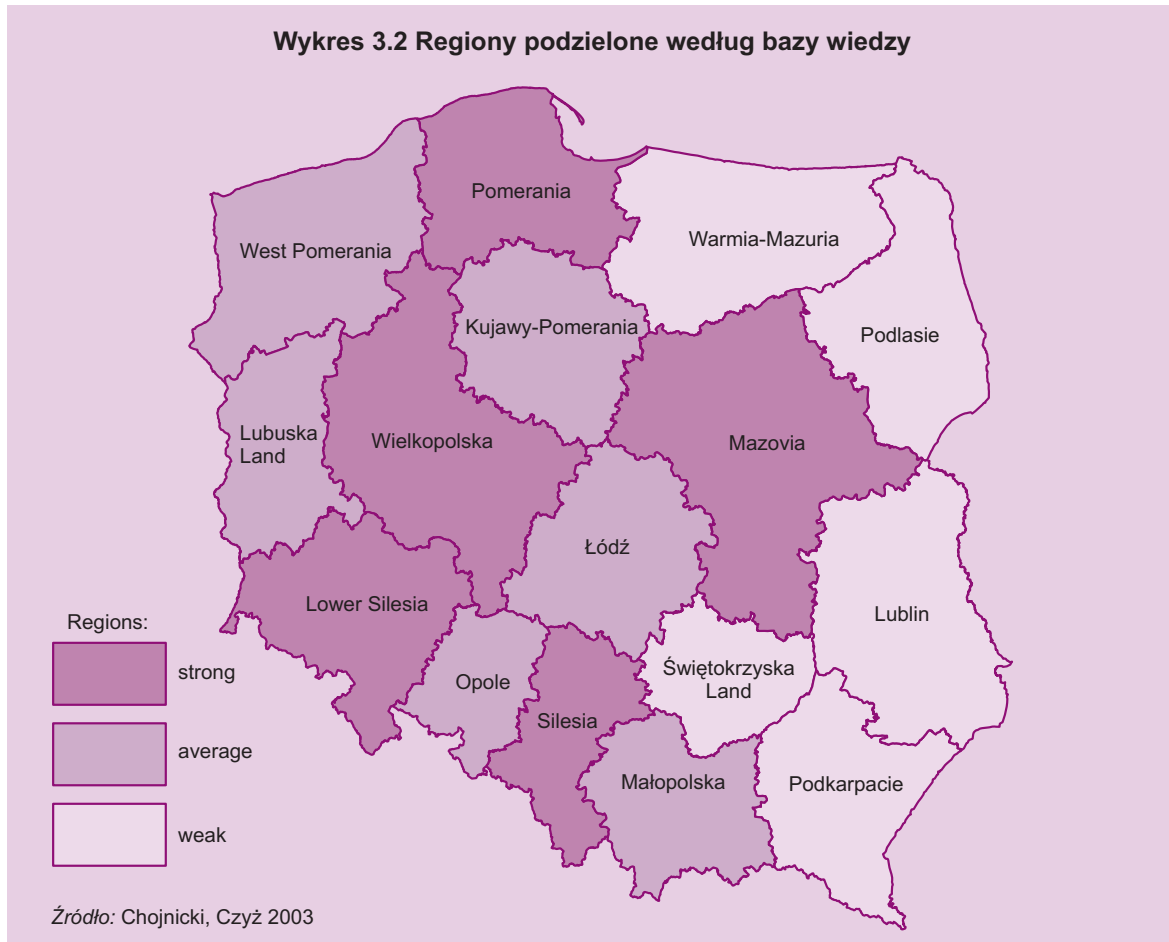 Wykres 3.2 Regiony podzielone według bazy wiedzy
Pomerania
West Pomerania
Warmia-Mazuria
Kujawy-Pomerania
Podlasie
Lubuska
Land
Wielkopolska
Mazovia
Łódź
Lower Silesia
Lublin
Opole
Świętokrzyska
Land
Silesia
Małopolska
Podkarpacie
Regions:
strong
average
weak
Źródło: Chojnicki, Czyż 2003